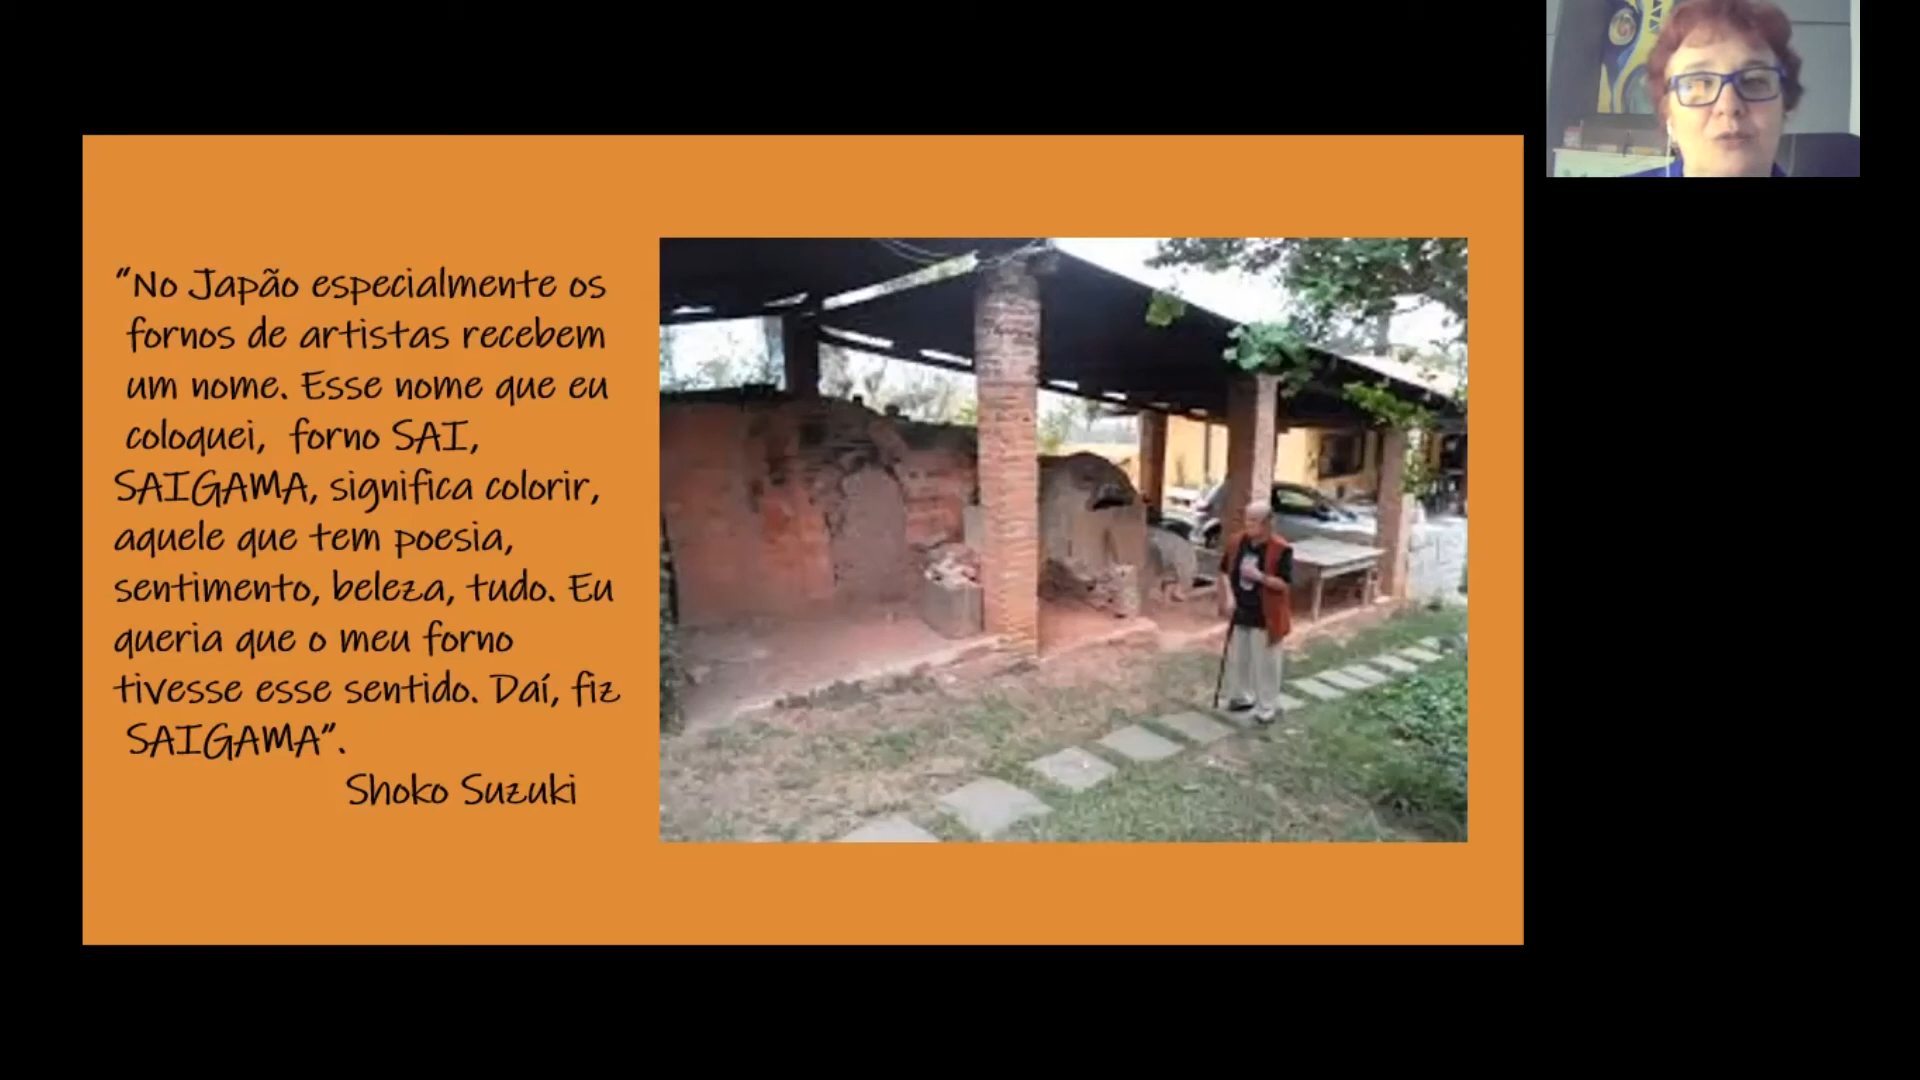 “No Japão especialmente os
fornos de artistas recebem
um nome. Esse nome que eu
coloquei, forno SAI,
SAIGAMA, significa colorir,
aquele que tem poesia,
sentimento, beleza, tudo. Eu
queria que o meu forno
tivesse esse sentido. Daí, fiz
SAIGAMA”.
Shoko Suzuki